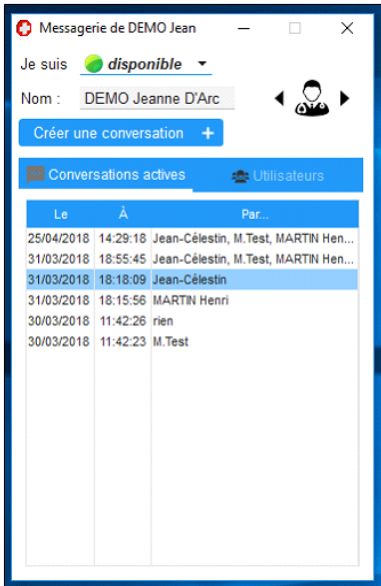 Messagerie de DEMO Jean
Je suis disponible
Nom : DEMO Jeanne D'Arc
Créer une conversation +
Conversations actives Utilisateurs
Le À Par...
25/04/2018 14:29:18 Jean-Célestin, M.Test, MARTIN Hen...
31/03/2018 18:55:45 Jean-Célestin, M.Test, MARTIN Hen...
31/03/2018 18:18:09 Jean-Célestin
31/03/2018 18:15:56 MARTIN Henri
30/03/2018 11:42:26 rien
30/03/2018 11:42:23 M.Test